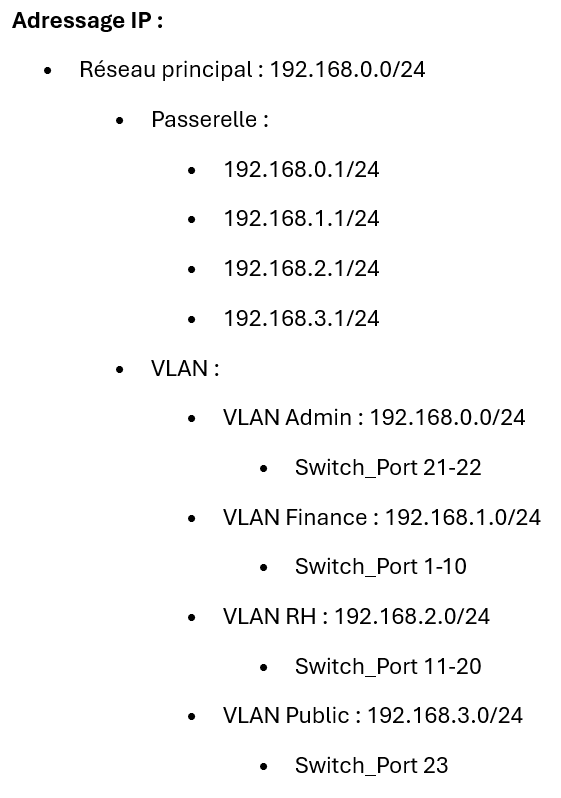 Adressage IP :
• Réseau principal : 192.168.0.0/24
• Passerelle :
• 192.168.0.1/24
• 192.168.1.1/24
• 192.168.2.1/24
• 192.168.3.1/24
• VLAN :
• VLAN Admin : 192.168.0.0/24
• Switch_Port 21-22
• VLAN Finance : 192.168.1.0/24
• Switch_Port 1-10
• VLAN RH : 192.168.2.0/24
• Switch_Port 11-20
• VLAN Public : 192.168.3.0/24
• Switch_Port 23